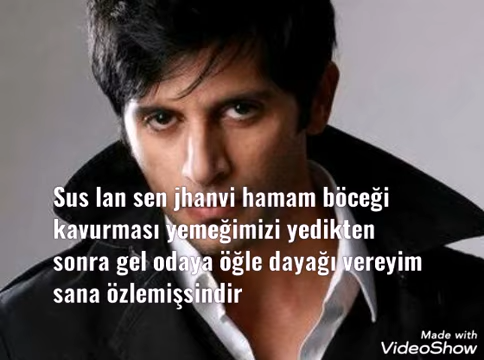 Sus lan sen jhanvi hamam böceği
kavurması yemeğimizi yedikten
sonra gel odaya öğle dayağı vereyim
sana özlemişsindir
Made with
VideoShow